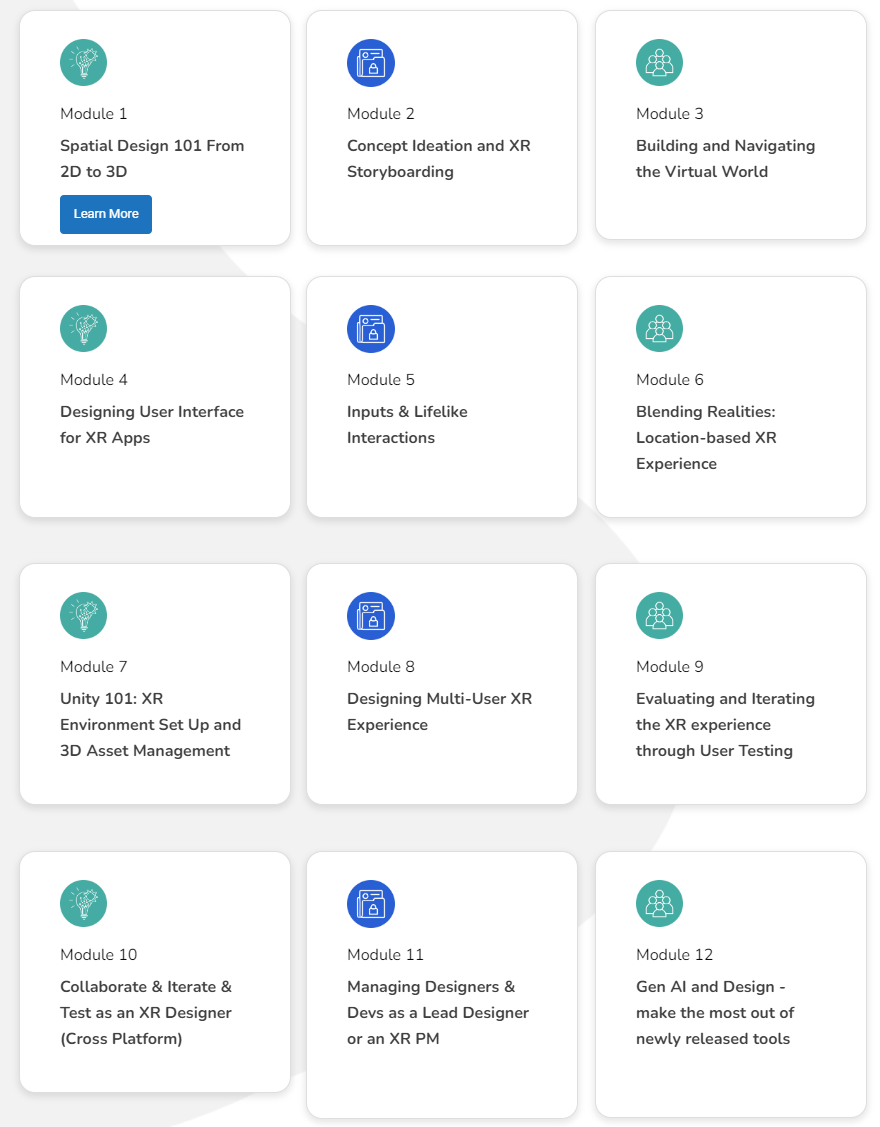 Module 1
Spatial Design 101 From
2D to 3D
Learn More
Module 2
Concept Ideation and XR
Storyboarding
Module 3
Building and Navigating
the Virtual World
Module 4
Designing User Interface
for XR Apps
Module 5
Inputs & Lifelike
Interactions
Module 6
Blending Realities:
Location-based XR
Experience
Module 7
Unity 101: XR
Environment Set Up and
3D Asset Management
Module 8
Designing Multi-User XR
Experience
Module 9
Evaluating and Iterating
the XR experience
through User Testing
Module 10
Collaborate & Iterate &
Test as an XR Designer
(Cross Platform)
Module 11
Managing Designers &
Devs as a Lead Designer
or an XR PM
Module 12
Gen AI and Design -
make the most out of
newly released tools